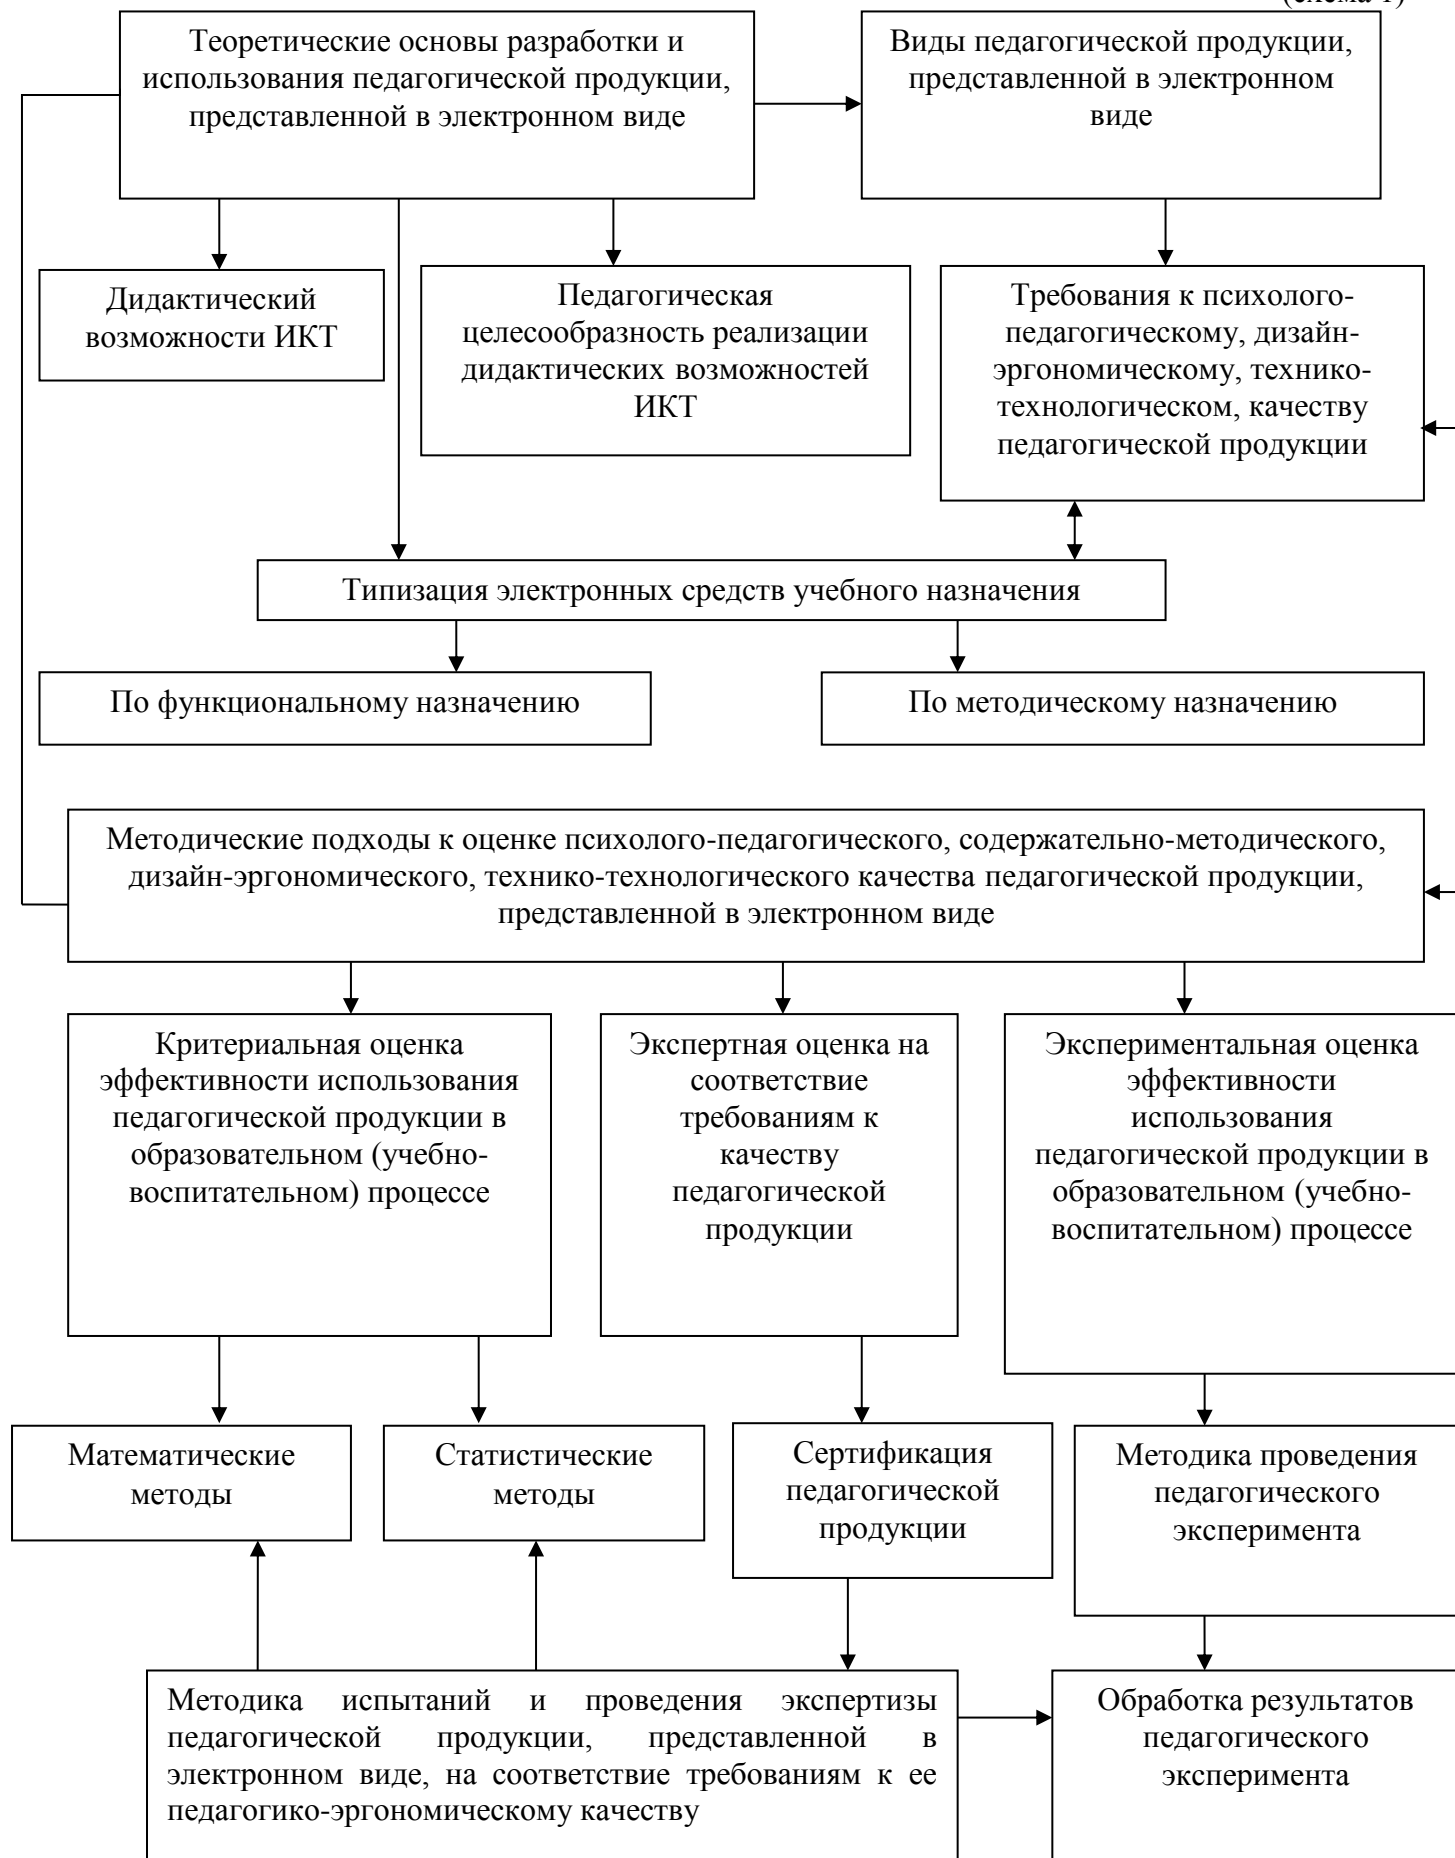 (схема 1)
Теоретические основы разработки и
использования педагогической продукции,
представленной в электронном виде
Виды педагогической продукции,
представленной в электронном
виде
Дидактический
возможности ИКТ
Педагогическая
целесообразность реализации
дидактических возможностей
ИКТ
Требования к психолого-
педагогическому, дизайн-
эргономическому, технико-
технологическом, качеству
педагогической продукции
Типизация электронных средств учебного назначения
По функциональному назначению
По методическому назначению
Методические подходы к оценке психолого-педагогического, содержательно-методического,
дизайн-эргономического, технико-технологического качества педагогической продукции,
представленной в электронном виде
Критериальная оценка
эффективности использования
педагогической продукции в
образовательном (учебно-
воспитательном) процессе
Экспертная оценка на
соответствие
требованиям к
качеству
педагогической
продукции
Экспериментальная оценка
эффективности
использования
педагогической продукции в
образовательном (учебно-
воспитательном) процессе
Математические
методы
Статистические
методы
Сертификация
педагогической
продукции
Методика проведения
педагогического
эксперимента
Методика испытаний и проведения экспертизы
педагогической продукции, представленной в
электронном виде, на соответствие требованиям к ее
педагогико-эргономическому качеству
Обработка результатов
педагогического
эксперимента